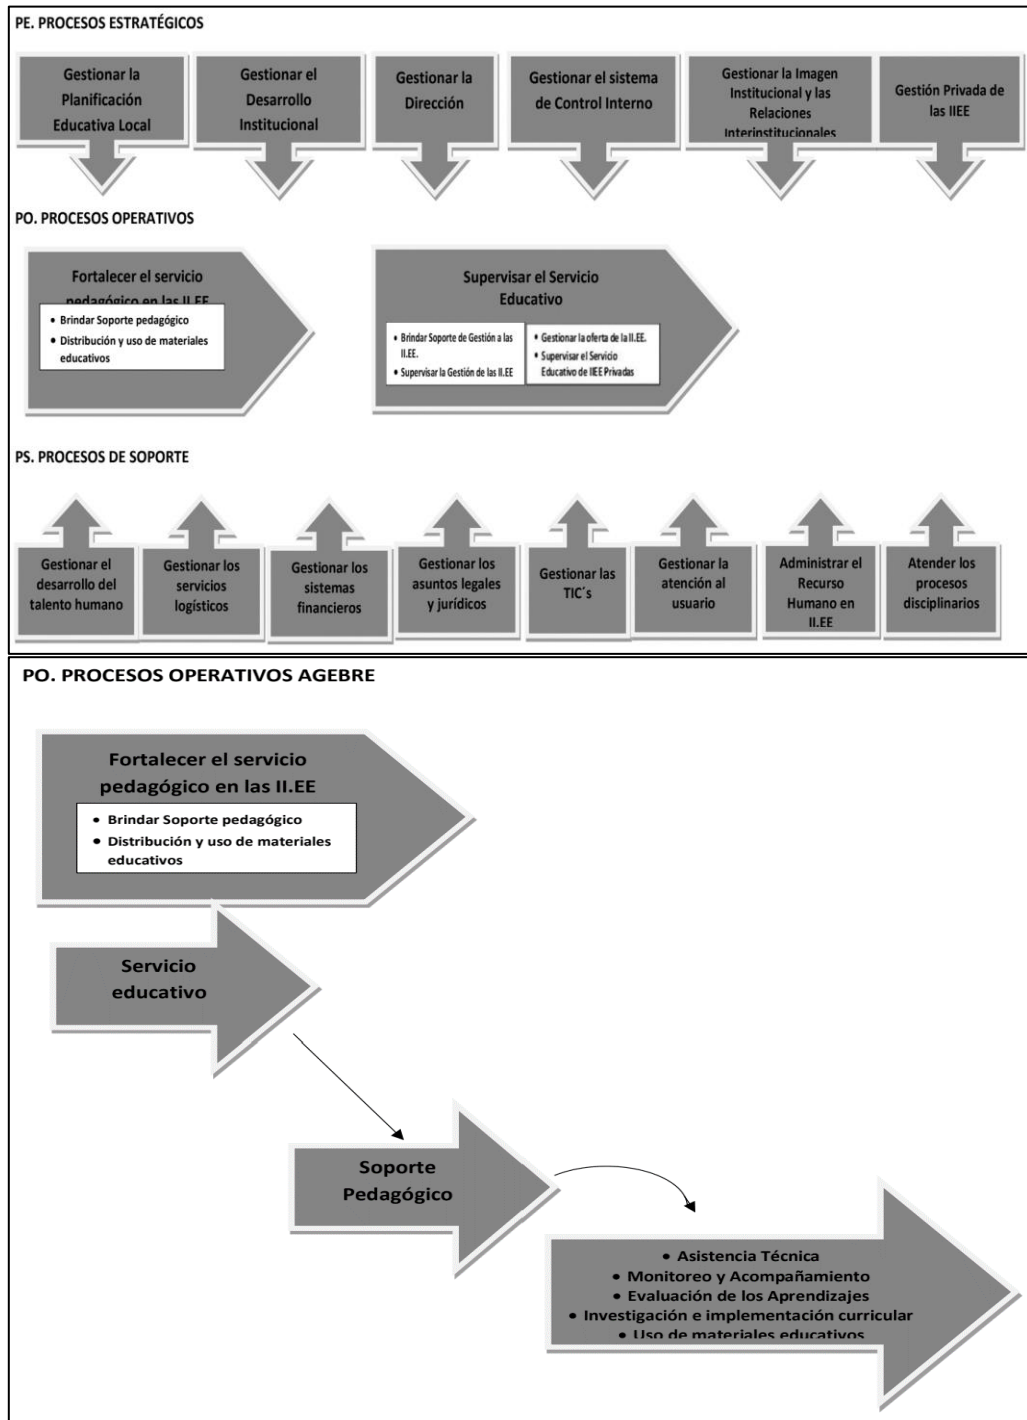 PE. PROCESOS ESTRATÉGICOS
Gestionar la
Planificación
Educativa Local
Gestionar el
Desarrollo
Institucional
Gestionar la
Dirección
Gestionar el sistema
de Control Interno
Gestionar la Imagen
Institucional y las
Relaciones
Interinstitucionales
Gestión Privada de
las IIEE
PO. PROCESOS OPERATIVOS
Fortalecer el servicio
pedagógico en las II.EE
• Brindar Soporte pedagógico
• Distribución y uso de materiales
educativos
Supervisar el Servicio
Educativo
• Brindar Soporte de Gestión a las
II.EE.
• Supervisar la Gestión de las II.EE
• Gestionar la oferta de la II.EE.
• Supervisar el Servicio
Educativo de IIEE Privadas
PS. PROCESOS DE SOPORTE
Gestionar el
desarrollo del
talento humano
Gestionar los
servicios
logísticos
Gestionar los
sistemas
financieros
Gestionar los
asuntos legales
y jurídicos
Gestionar las
TIC´s
Gestionar la
atención al
usuario
Administrar el
Recurso
Humano en
II.EE
Atender los
procesos
disciplinarios
PO. PROCESOS OPERATIVOS AGEBRE
Fortalecer el servicio
pedagógico en las II.EE
• Brindar Soporte pedagógico
• Distribución y uso de materiales
educativos
Servicio
educativo
Soporte
Pedagógico
• Asistencia Técnica
• Monitoreo y Acompañamiento
• Evaluación de los Aprendizajes
• Investigación e implementación curricular
• Uso de materiales educativos